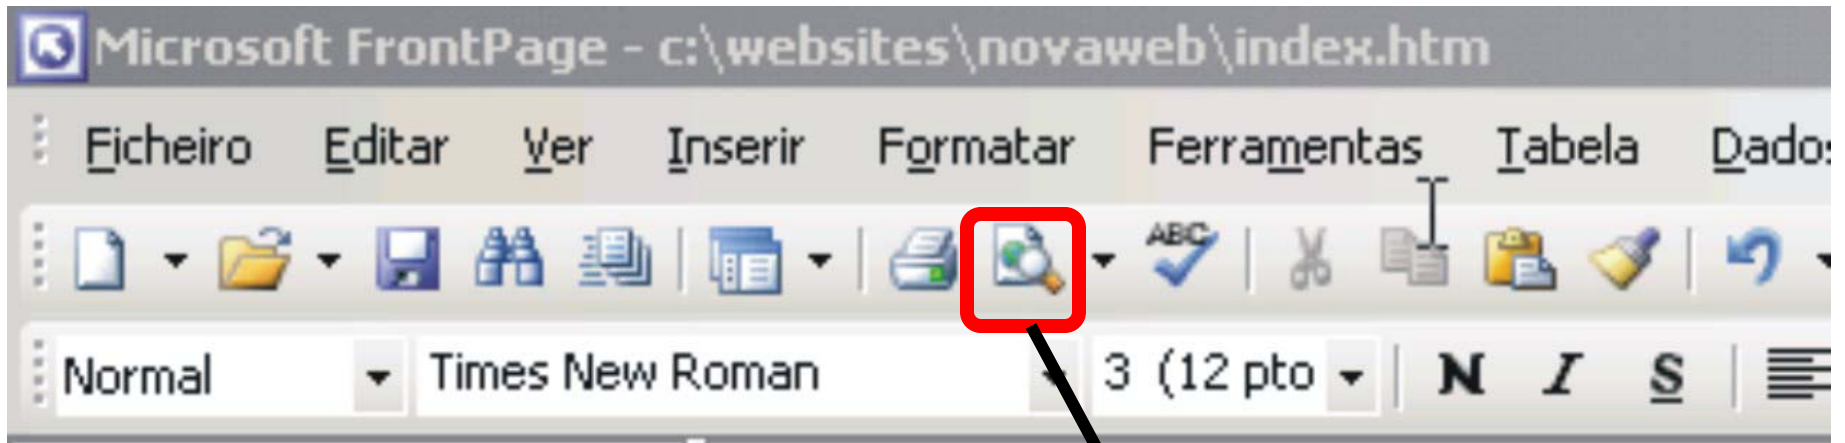 Microsoft FrontPage - c:\websites\novaweb\index.htm
Ficheiro Editar Ver Inserir Formatar Ferramentas Tabela Dados
ABC
Normal Times New Roman 3 (12 pto N I S